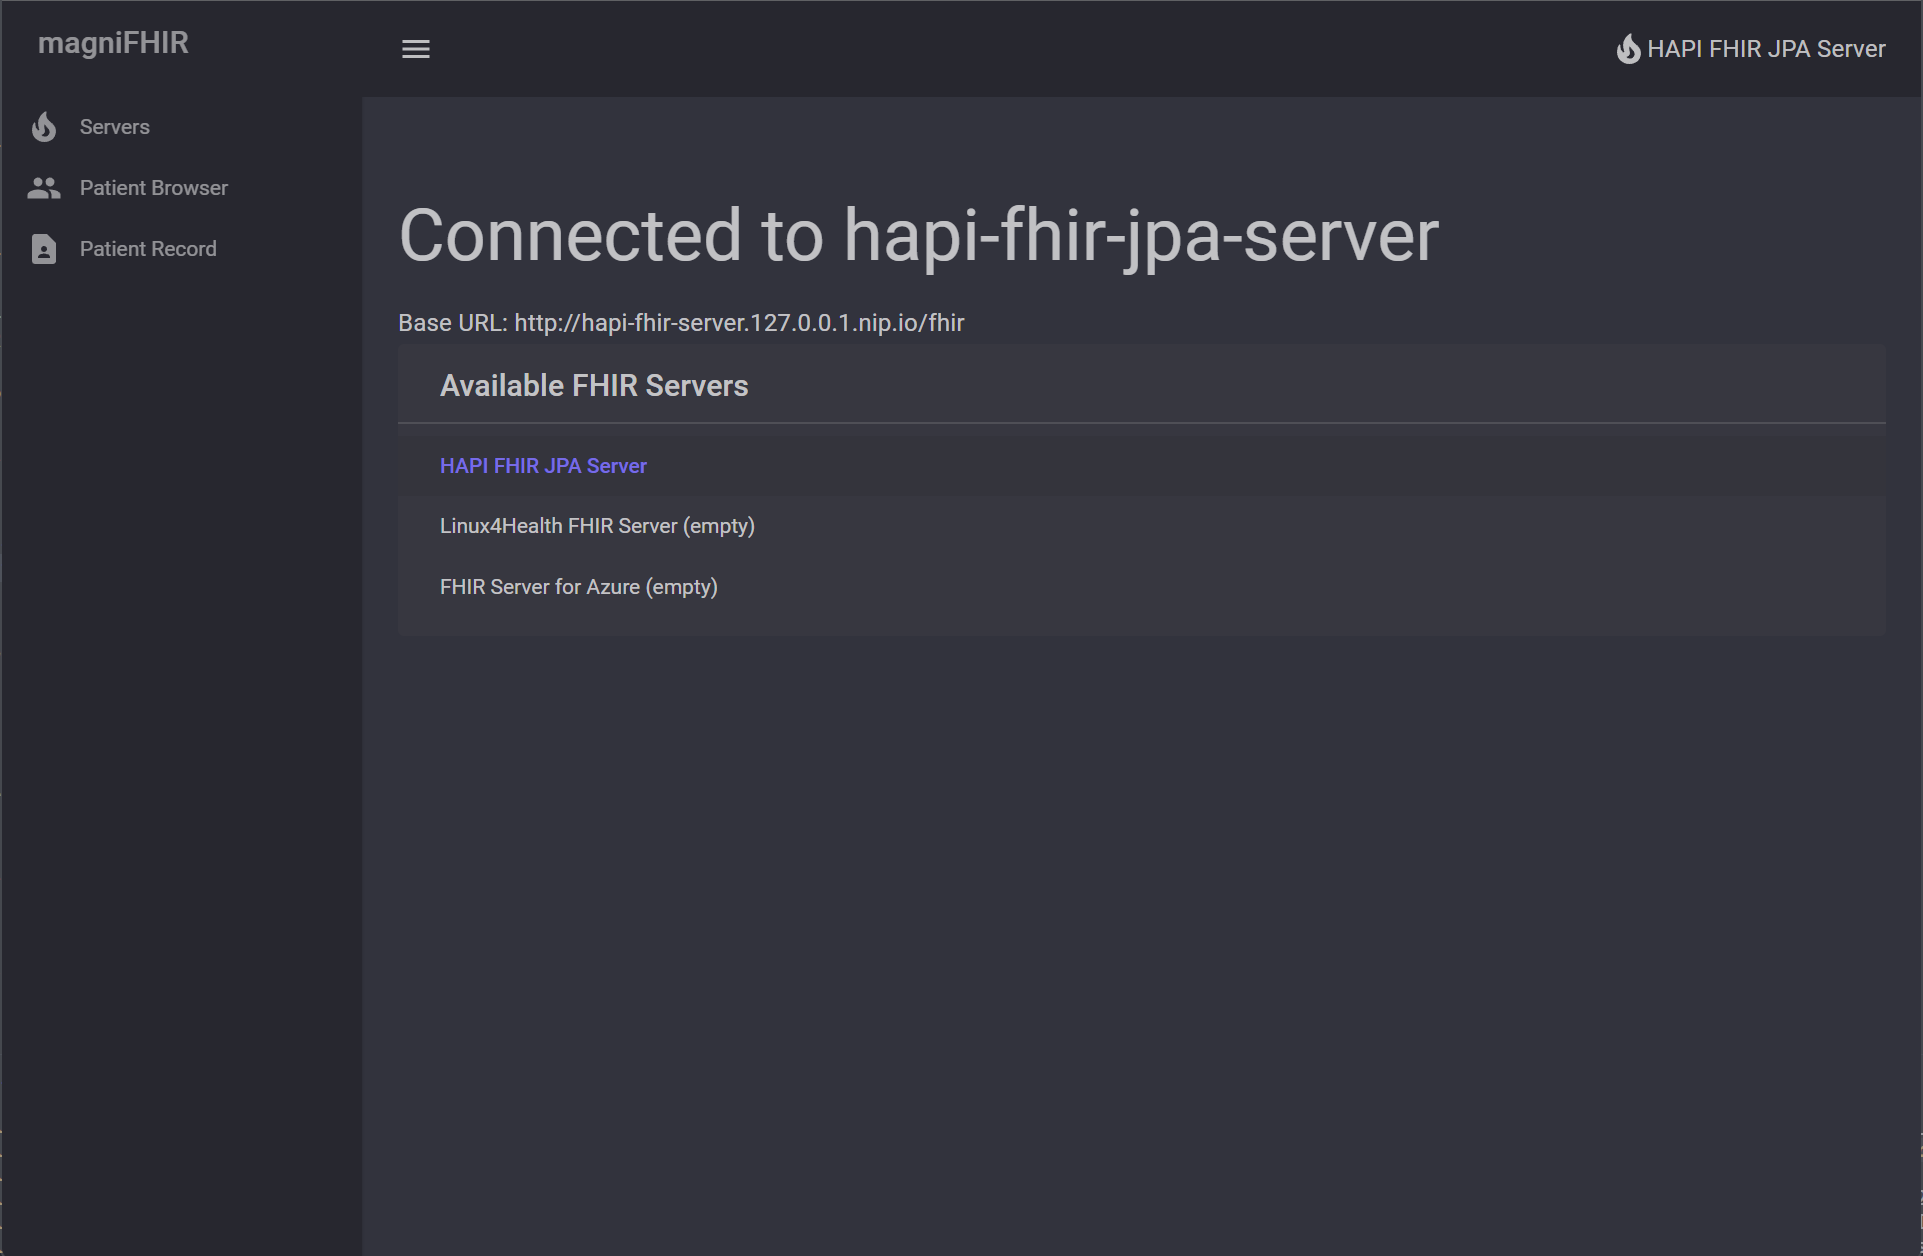 magniFHIR
HAPI FHIR JPA Server
Servers
Patient Browser
Patient Record
Connected to hapi-fhir-jpa-server
Base URL: http://hapi-fhir-server.127.0.0.1.nip.io/fhir
Available FHIR Servers
HAPI FHIR JPA Server
Linux4Health FHIR Server (empty)
FHIR Server for Azure (empty)